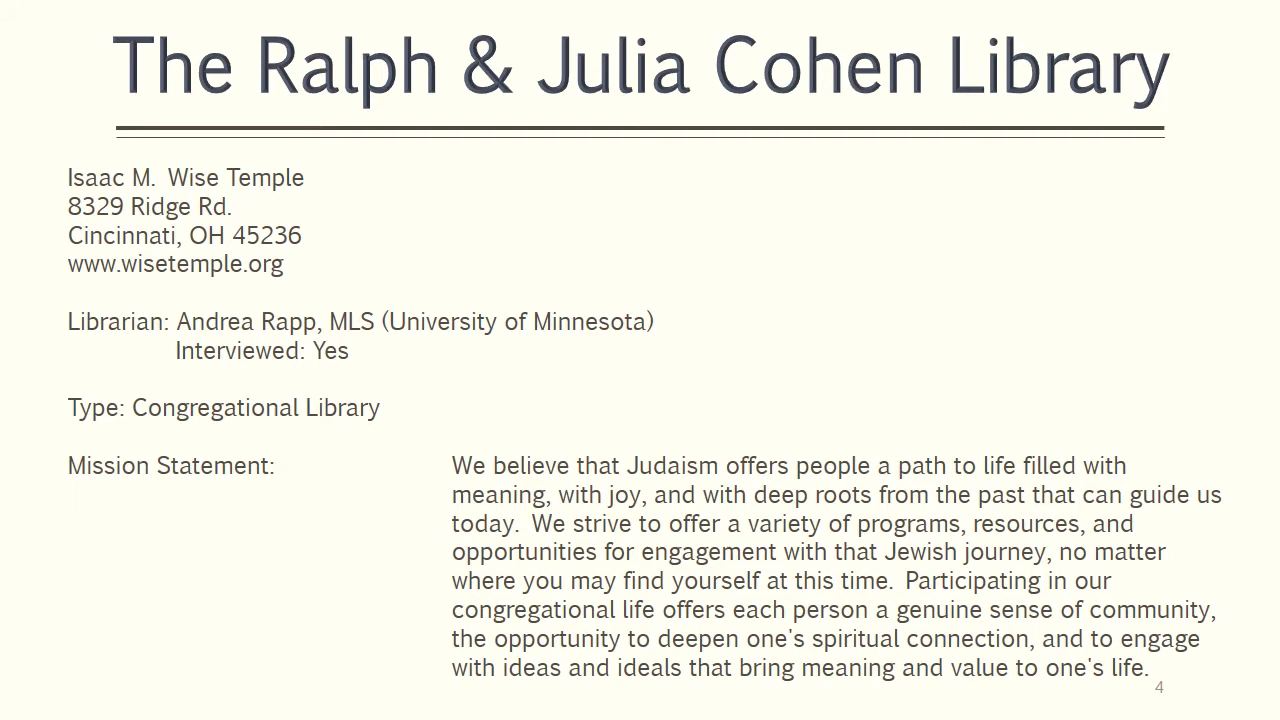 The Ralph & Julia Cohen Library
Isaac M. Wise Temple
8329 Ridge Rd.
Cincinnati, OH 45236
www.wisetemple.org
Librarian: Andrea Rapp, MLS (University of Minnesota)
Interviewed: Yes
Type: Congregational Library
Mission Statement: We believe that Judaism offers people a path to life filled with
meaning, with joy, and with deep roots from the past that can guide us
today. We strive to offer a variety of programs, resources, and
opportunities for engagement with that Jewish journey, no matter
where you may find yourself at this time. Participating in our
congregational life offers each person a genuine sense of community,
the opportunity to deepen one's spiritual connection, and to engage
with ideas and ideals that bring meaning and value to one's life.
4